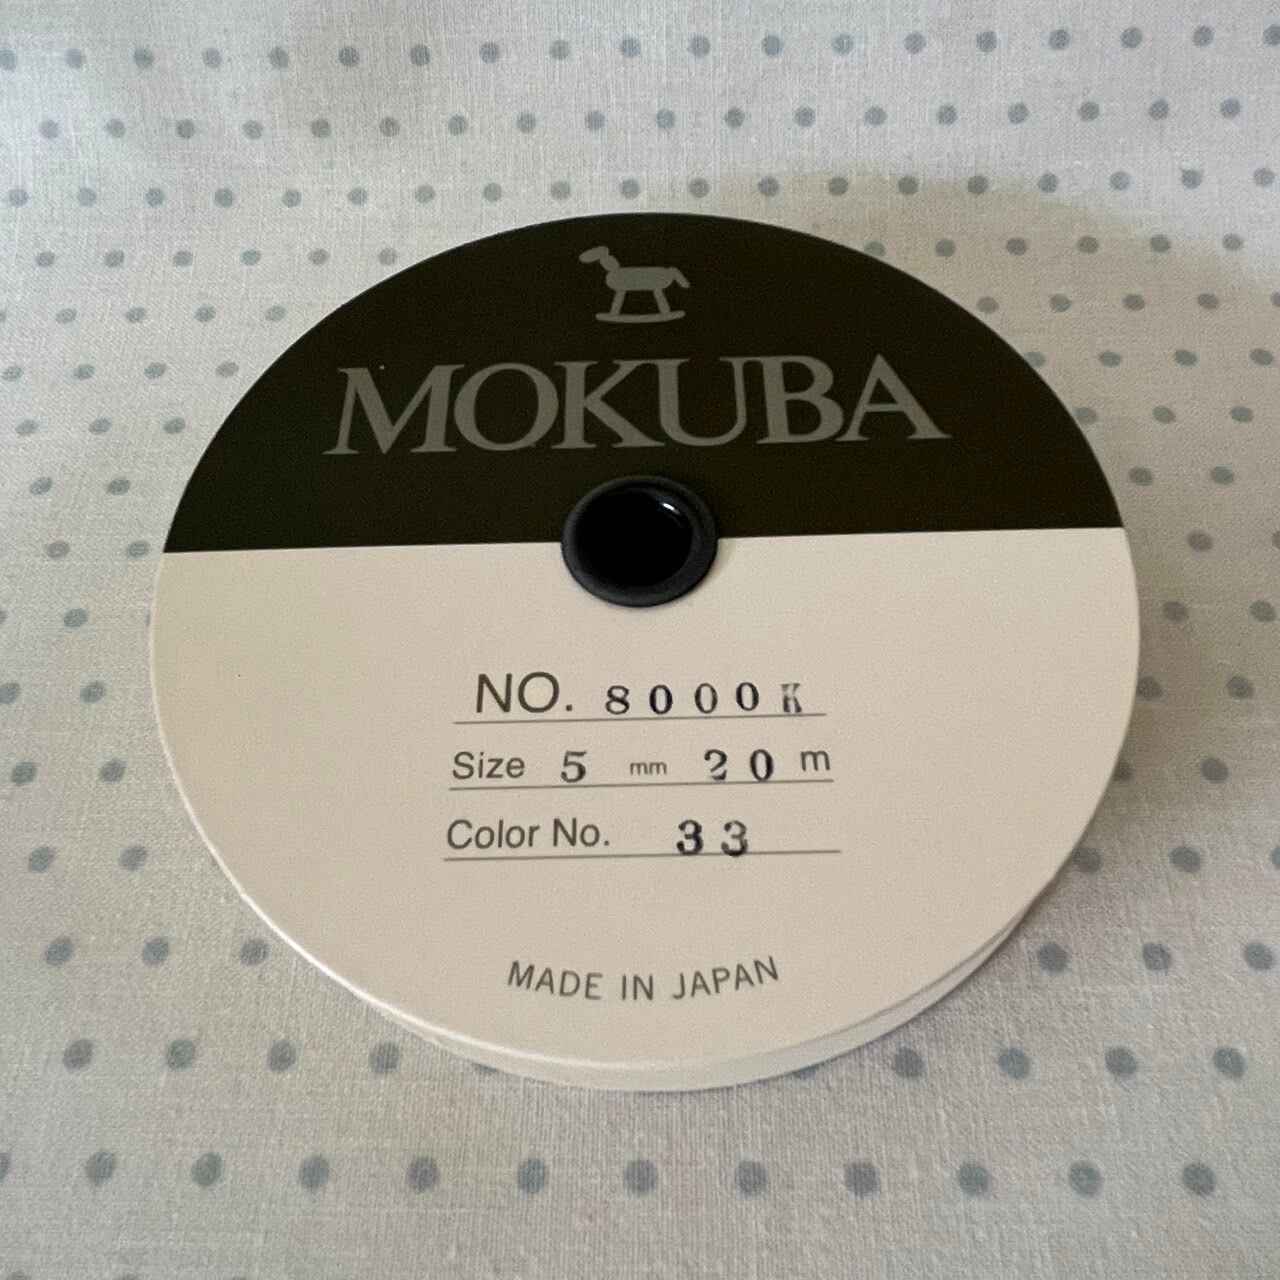 MOKUBA
NO. 8000K
Size 5 mm 20 m
Color No. 33
MADE IN JAPAN